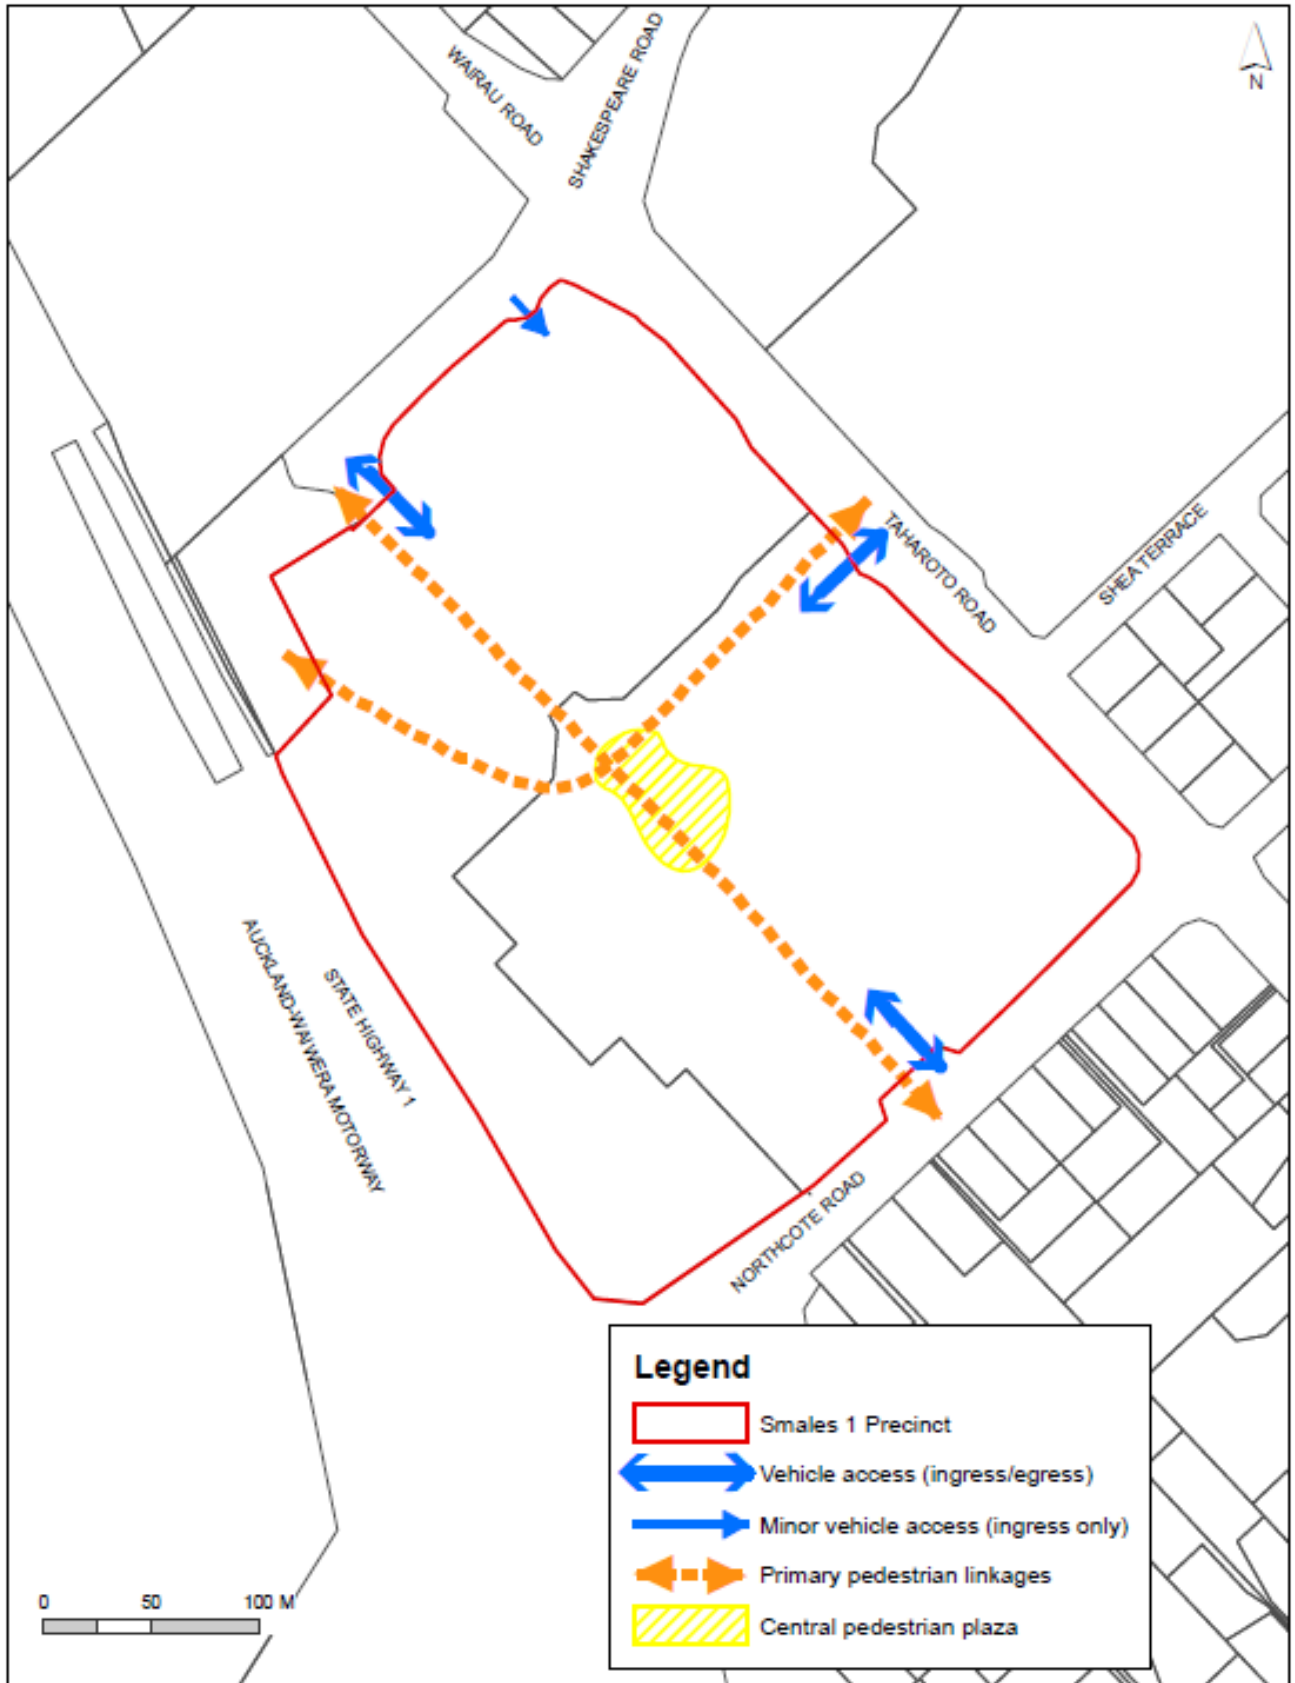 N
WAIRAU ROAD
SHAKESPEARE ROAD
TAHAROTO ROAD
SHEA TERRACE
AUCKLAND-WAIWERA MOTORWAY
STATE HIGHWAY 1
NORTHCOTE ROAD
Legend
Smales 1 Precinct
Vehicle access (ingress/egress)
Minor vehicle access (ingress only)
Primary pedestrian linkages
Central pedestrian plaza
0 50 100 M